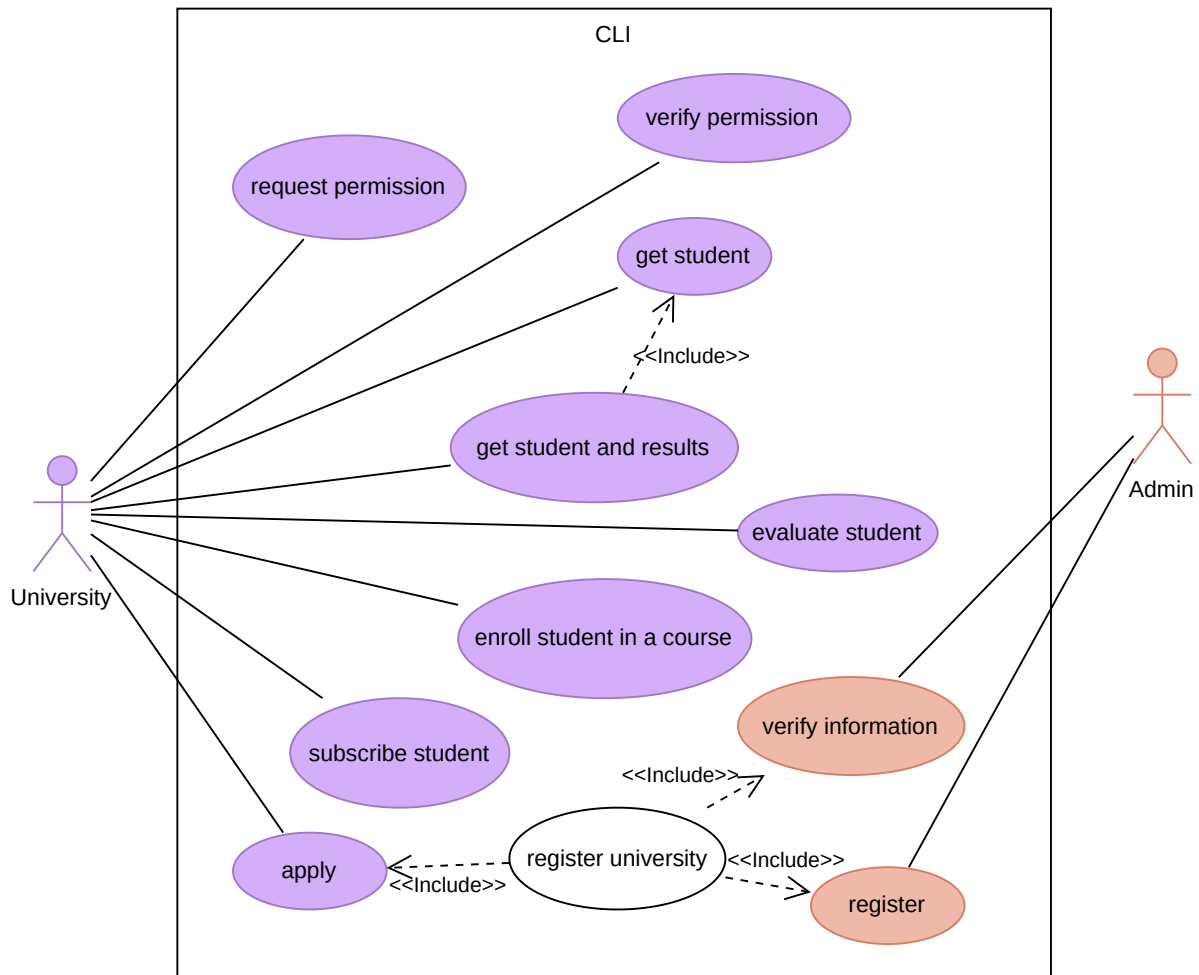 CLI
verify permission
request permission
get student
<<Include>>
get student and results
Admin
evaluate student
University
enroll student in a course
verify information
subscribe student
<<Include>>
register university
<<Include>>
apply
<<Include>>
register